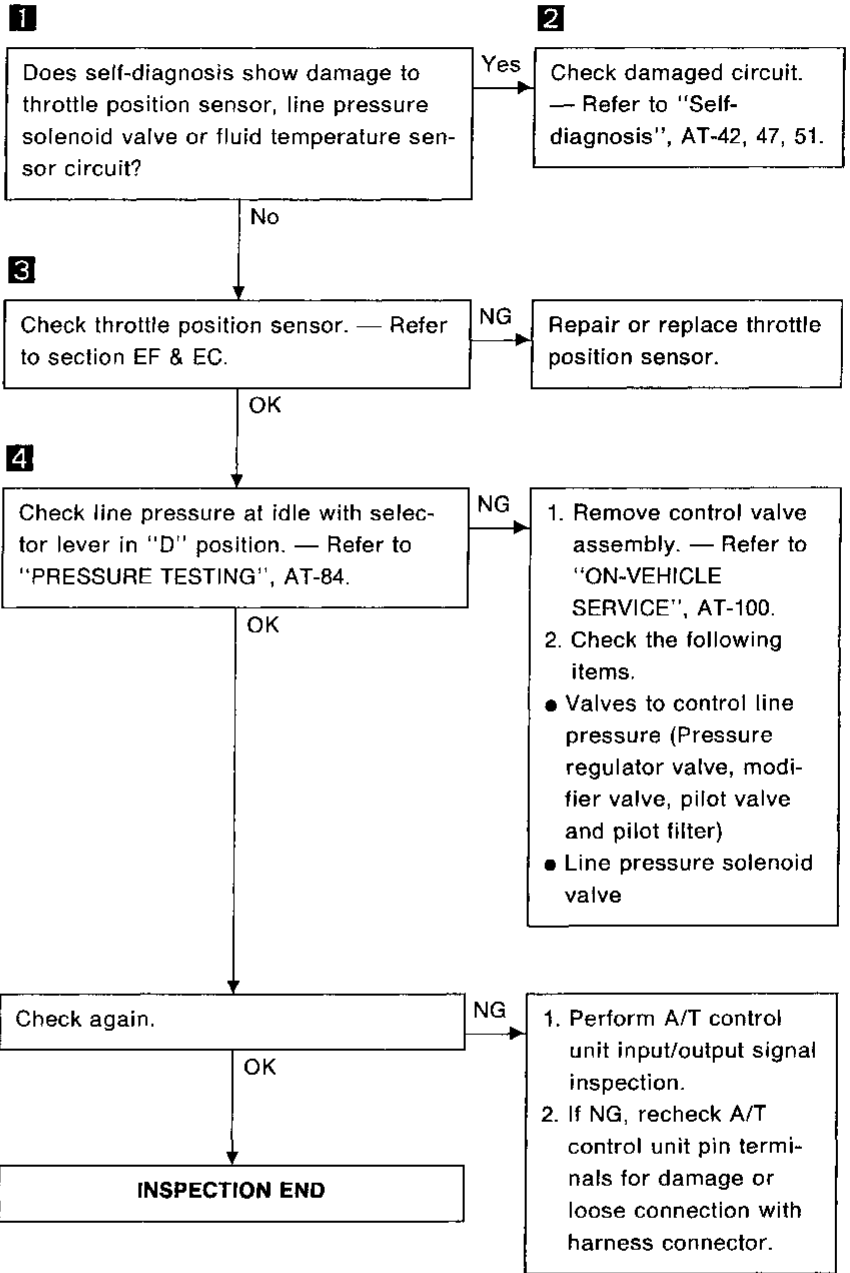 1
Does self-diagnosis show damage to
throttle position sensor, line pressure
solenoid valve or fluid temperature sen-
sor circuit?
Yes
2
Check damaged circuit.
— Refer to "Self-
diagnosis", AT-42, 47, 51.
No
3
Check throttle position sensor. — Refer
to section EF & EC.
NG
Repair or replace throttle
position sensor.
OK
4
Check line pressure at idle with selec-
tor lever in "D" position. — Refer to
"PRESSURE TESTING", AT-84.
NG
1. Remove control valve
assembly. — Refer to
"ON-VEHICLE
SERVICE", AT-100.
2. Check the following
items.
● Valves to control line
pressure (Pressure
regulator valve, modi-
fier valve, pilot valve
and pilot filter)
● Line pressure solenoid
valve
OK
Check again.
NG
1. Perform A/T control
unit input/output signal
inspection.
2. If NG, recheck A/T
control unit pin termi-
nals for damage or
loose connection with
harness connector.
OK
INSPECTION END